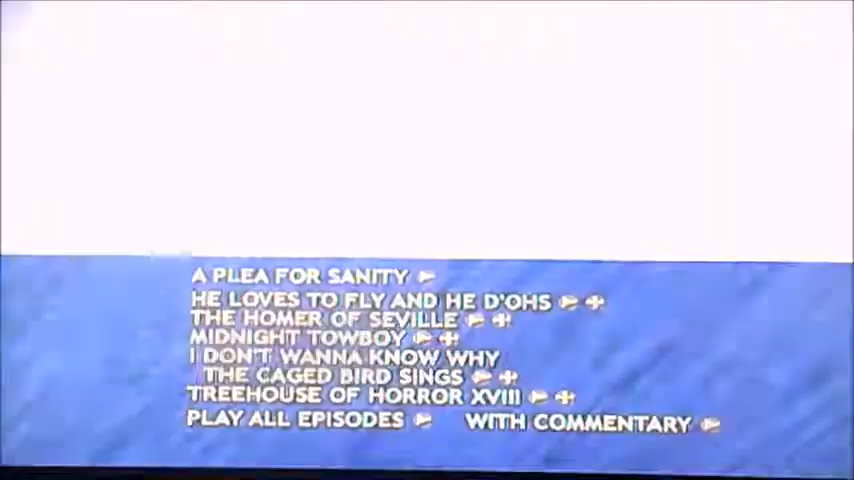 A PLEA FOR SANITY
HE LOVES TO FLY AND HE D'OHS
THE HOMER OF SEVILLE
MIDNIGHT TOWBOY
I DON'T WANNA KNOW WHY
THE CAGED BIRD SINGS
TREEHOUSE OF HORROR XVIII
PLAY ALL EPISODES WITH COMMENTARY